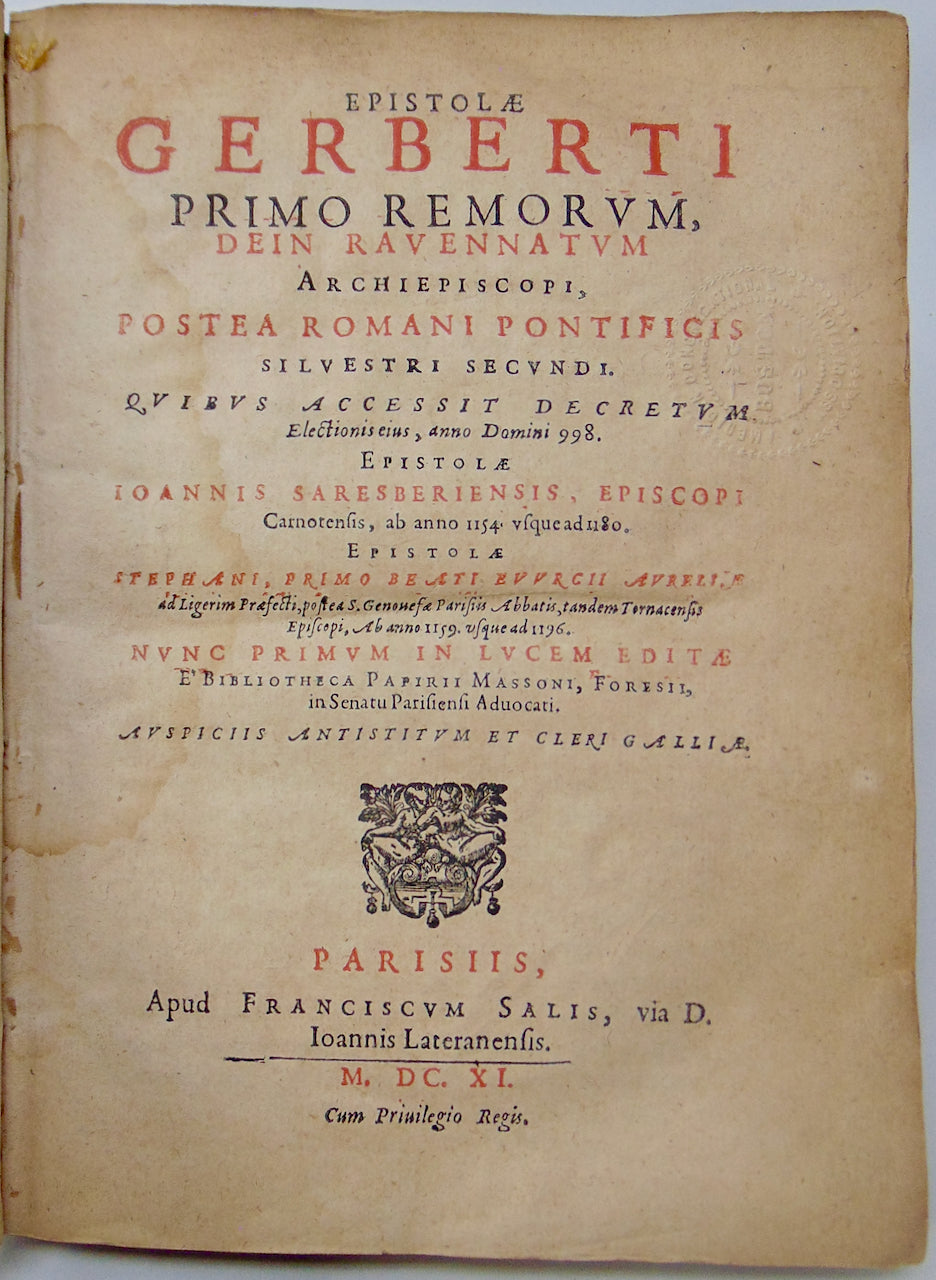 EPISTOLÆ
GERBERTI
PRIMO REMORVM,
DEIN RAVENNATVM
ARCHIEPISCOPI,
POSTEA ROMANI PONTIFICIS
SILVESTRI SECVNDI.
QVIBVS ACCESSIT DECRETVM
Electionis eius, anno Domini 998.
EPISTOLÆ
IOANNIS SARESBERIENSIS, EPISCOPI
Carnotensis, ab anno 1154. vſque ad 1180.
EPISTOLÆ
STEPHANI, PRIMO BEATI EVVRCII AVRELIÆ
ad Ligerim Præfecti, poſtea S. Genouefæ Pariſiis Abbatis, tandem Tornacenſis
Epiſcopi, Ab anno 1159. vſque ad 1196.
NVNC PRIMVM IN LVCEM EDITÆ
E' BIBLIOTHECA PAPIRII MASSONI, FORESII,
in Senatu Pariſienſi Aduocati.
AVSPICIIS ANTISTITVM ET CLERI GALLIÆ.
PARISIIS,
Apud FRANCISCVM SALIS, via D.
Ioannis Lateranenſis.
M. DC. XI.
Cum Priuilegio Regis.